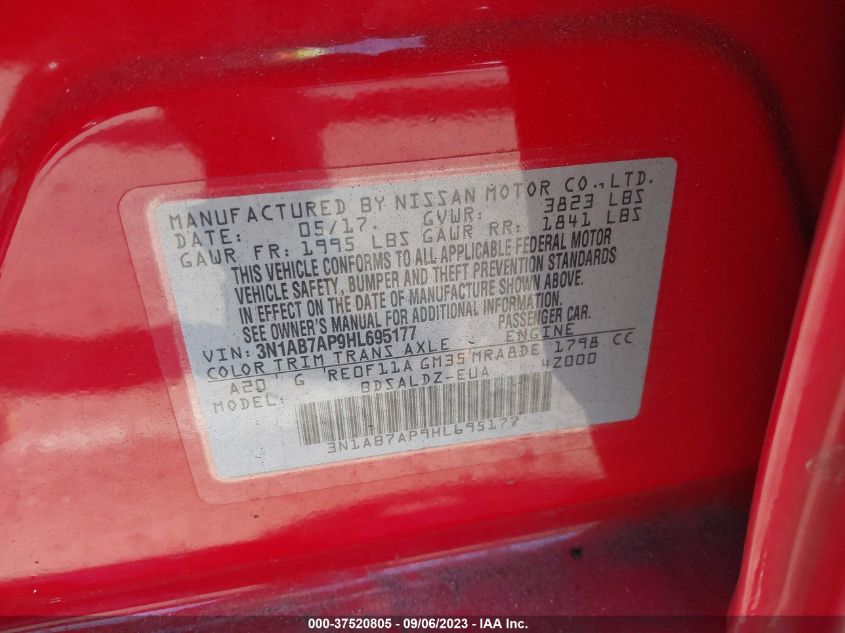 MANUFACTURED BY NISSAN MOTOR CO., LTD.
DATE: 05/17. GVWR: 3823 LBS
GAWR FR: 1995 LBS GAWR RR: 1841 LBS
THIS VEHICLE CONFORMS TO ALL APPLICABLE FEDERAL MOTOR
VEHICLE SAFETY, BUMPER AND THEFT PREVENTION STANDARDS
IN EFFECT ON THE DATE OF MANUFACTURE SHOWN ABOVE.
SEE OWNER'S MANUAL FOR ADDITIONAL INFORMATION.
VIN: 3N1AB7AP9HL695177 PASSENGER CAR.
COLOR TRIM TRANS AXLE ENGINE
A20 G RE0F11A GM35 MRA8DE 1798 CC
MODEL: BDSALDZ-EUA 4Z000
3N1AB7AP9HL695177
000-37520805 - 09/06/2023 - IAA Inc.